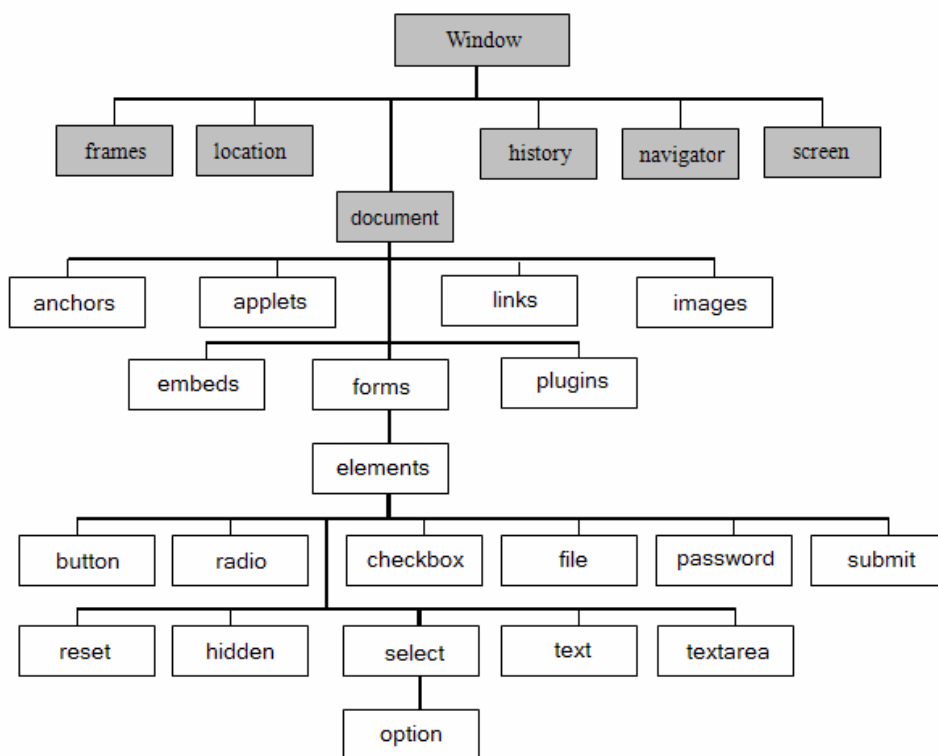 Window
frames location history navigator screen
document
anchors applets links images
embeds forms plugins
elements
button radio checkbox file password submit
reset hidden select text textarea
option